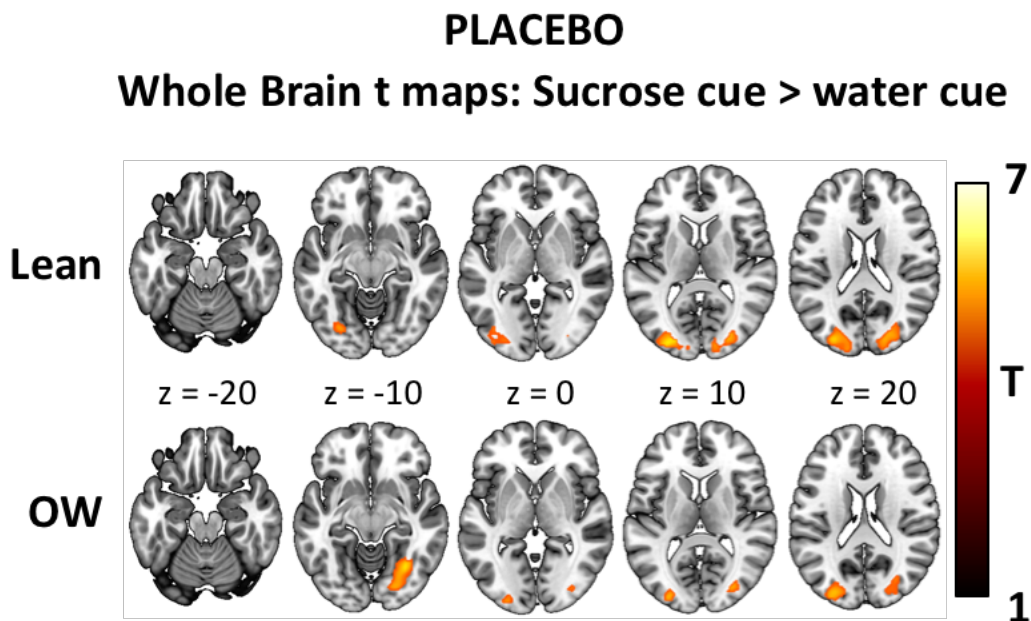 PLACEBO
Whole Brain t maps: Sucrose cue > water cue
7
Lean
z = -20
z = -10
z = 0
z = 10
z = 20
T
OW
1